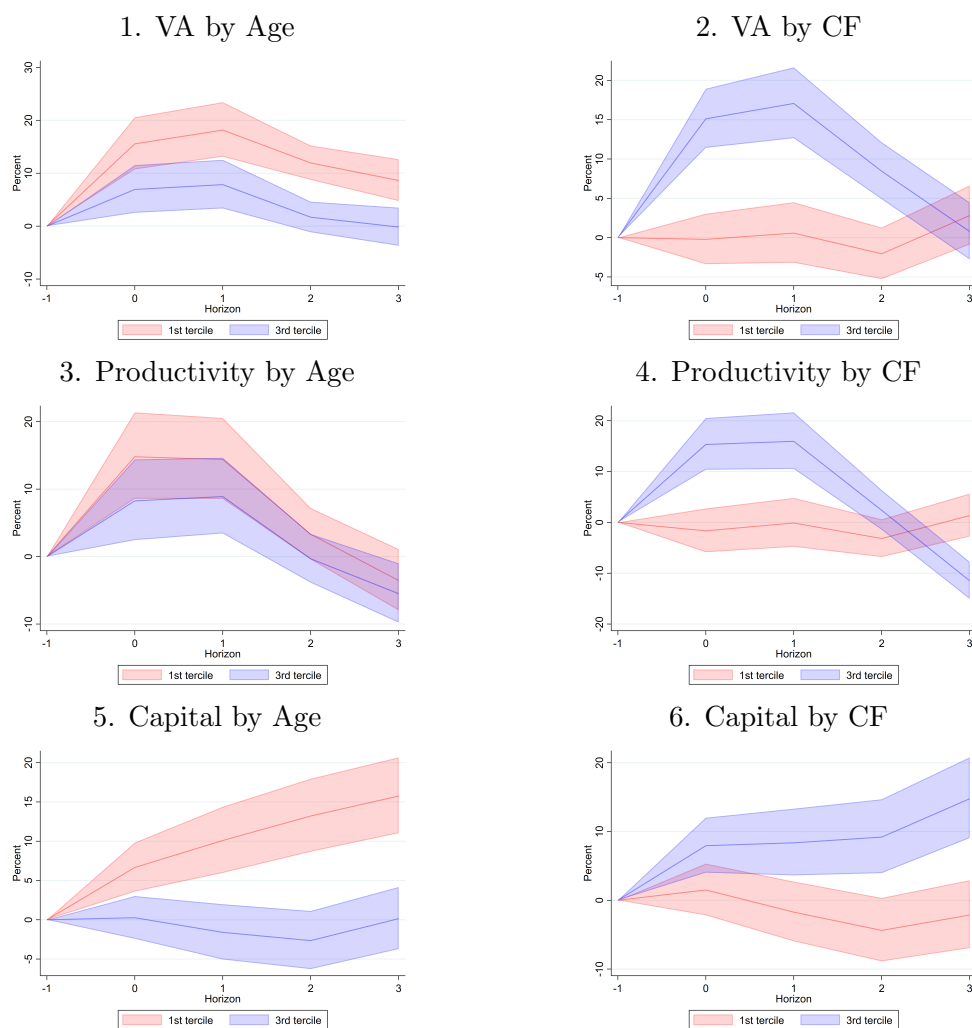 1. VA by Age
30
20
10
0
-10
Percent
-1 0 1 2 3
Horizon
1st tercile 3rd tercile
2. VA by CF
20
15
10
5
0
-5
Percent
-1 0 1 2 3
Horizon
1st tercile 3rd tercile
3. Productivity by Age
20
10
0
-10
Percent
-1 0 1 2 3
Horizon
1st tercile 3rd tercile
4. Productivity by CF
20
10
0
-10
-20
Percent
-1 0 1 2 3
Horizon
1st tercile 3rd tercile
5. Capital by Age
20
15
10
5
0
-5
Percent
-1 0 1 2 3
Horizon
1st tercile 3rd tercile
6. Capital by CF
20
10
0
-10
Percent
-1 0 1 2 3
Horizon
1st tercile 3rd tercile